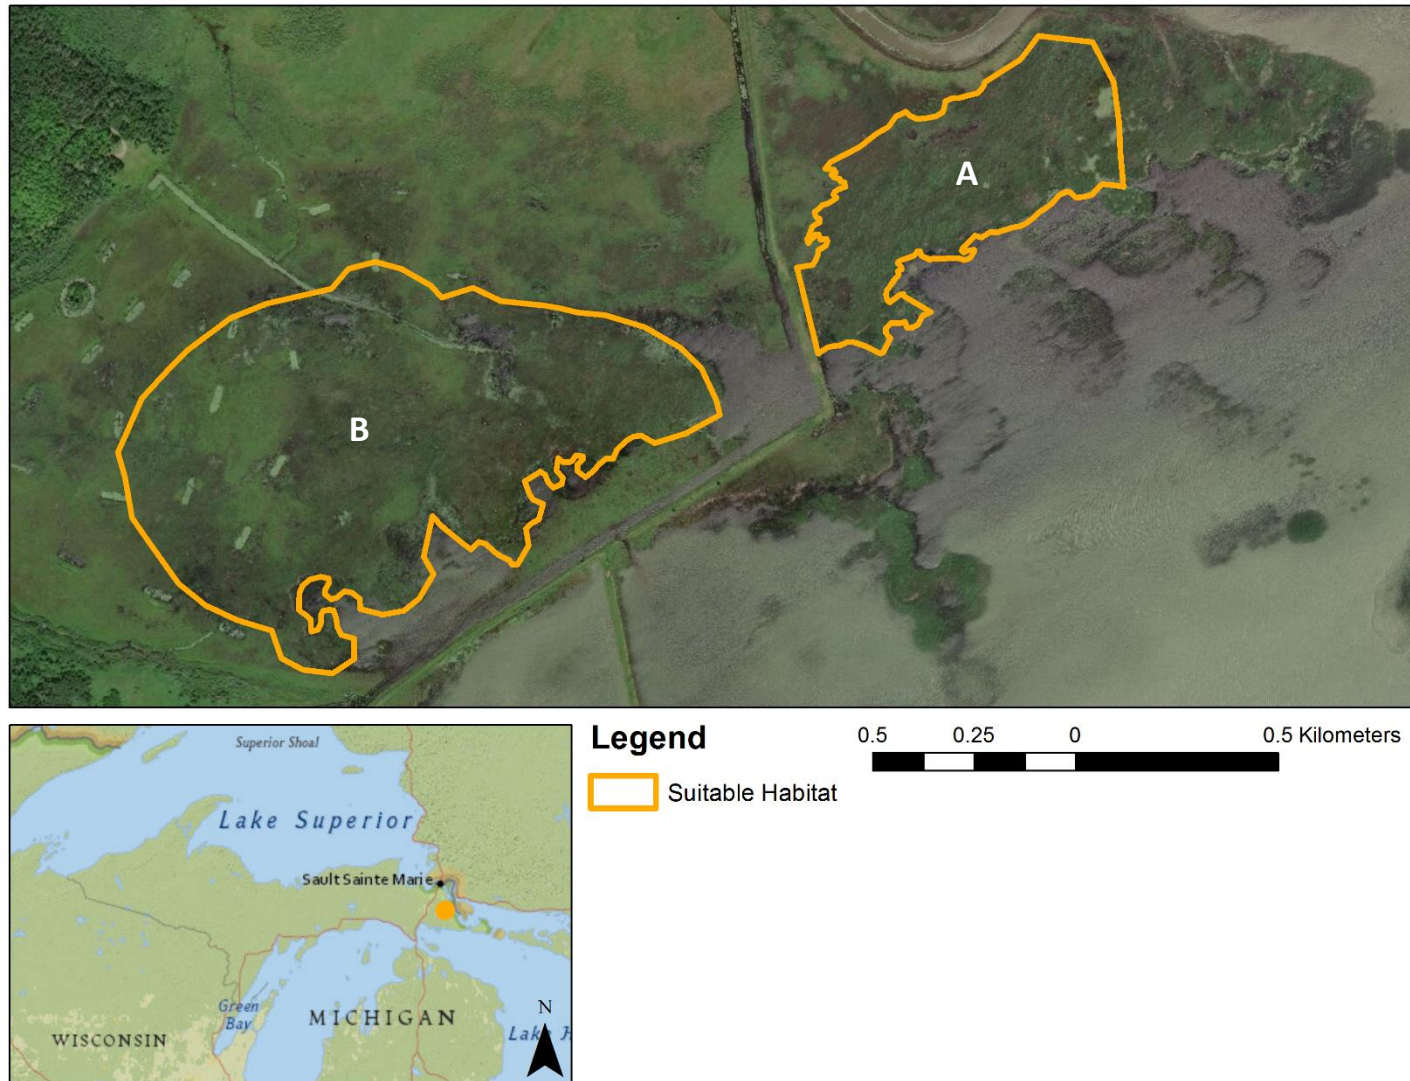 A
B
Legend
Suitable Habitat
0.5 0.25 0 0.5 Kilometers
Superior Shoal
Lake Superior
Sault Sainte Marie
Green
Bay
MICHIGAN
WISCONSIN
Lake H
N